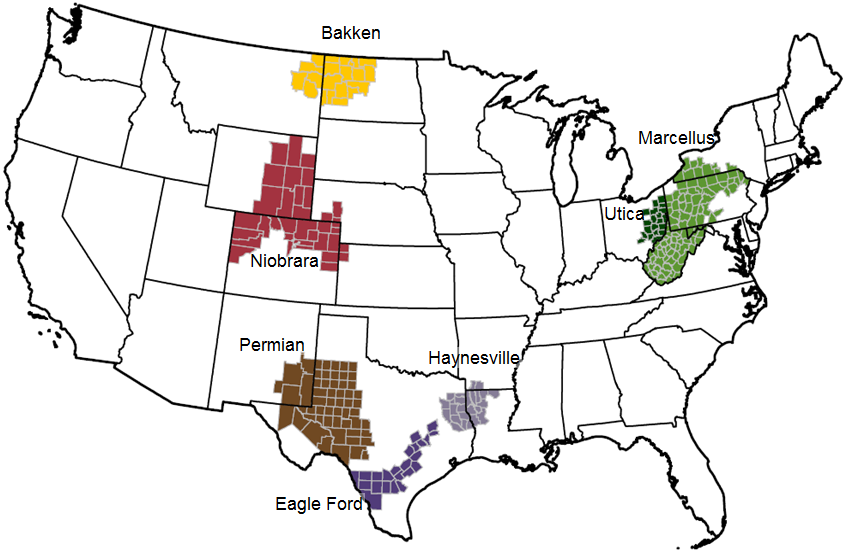 Bakken
Marcellus
Utica
Niobrara
Permian
Haynesville
Eagle Ford